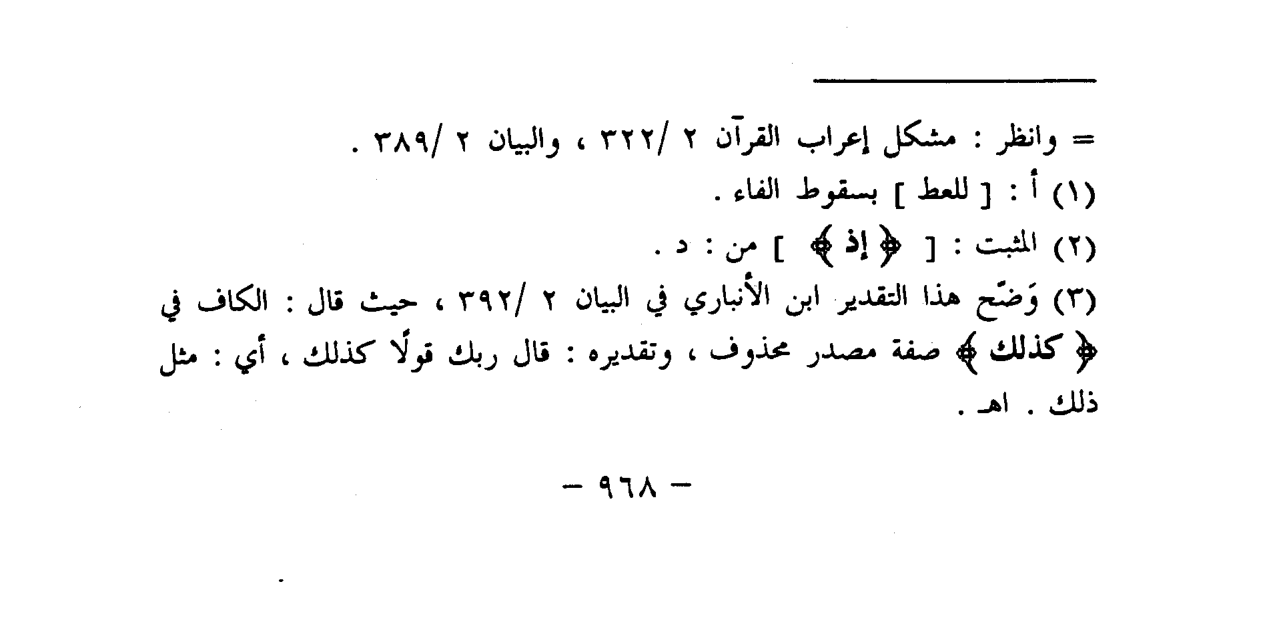 = وانظر : مشكل إعراب القرآن ٢ /٣٢٢ ، والبيان ٢ /٣٨٩ .
(١) أ : [ للعط ] بسقوط الفاء .
(٢) المثبت : [ ﴿ إذ ﴾ ] من : د .
(٣) وَضّح هذا التقدير ابن الأنباري في البيان ٢ /٣٩٢ ، حيث قال : الكاف في
﴿ كذلك ﴾ صفة مصدر محذوف ، وتقديره : قال ربك قولًا كذلك ، أي : مثل
ذلك . اهـ .
– ٩٦٨ –